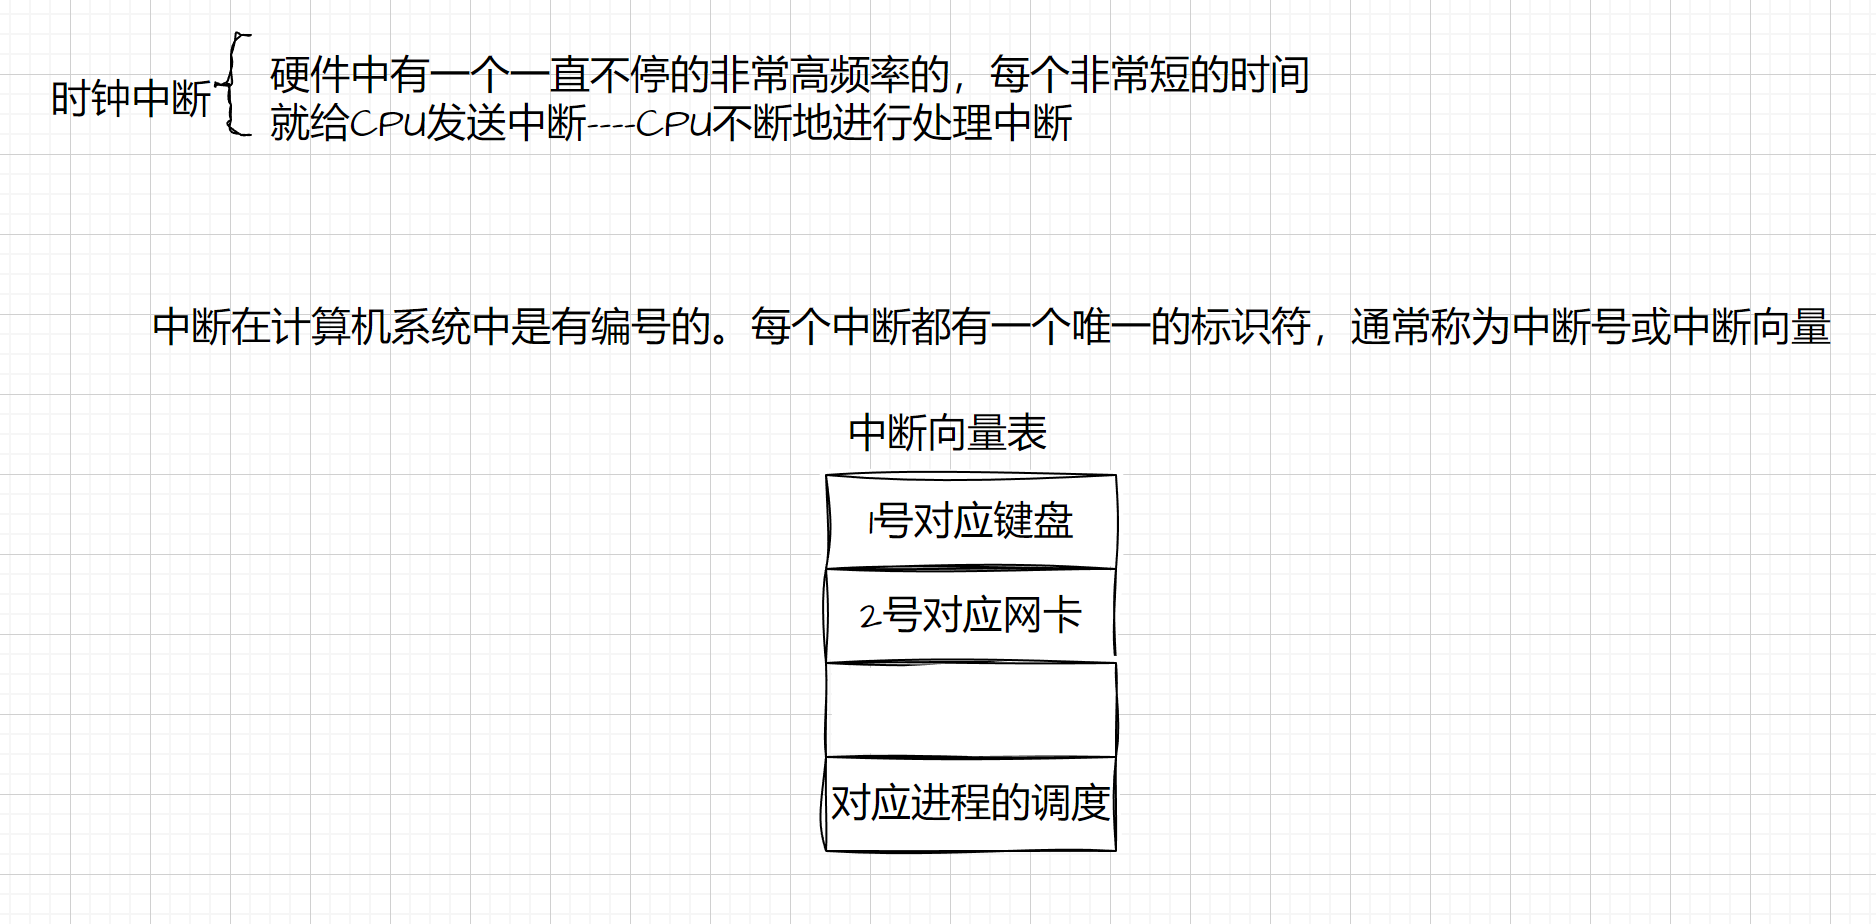 时钟中断
硬件中有一个一直不停的非常高频率的，每个非常短的时间
就给CPU发送中断----CPU不断地进行处理中断
中断在计算机系统中是有编号的。每个中断都有一个唯一的标识符，通常称为中断号或中断向量
中断向量表
1号对应键盘
2号对应网卡
对应进程的调度